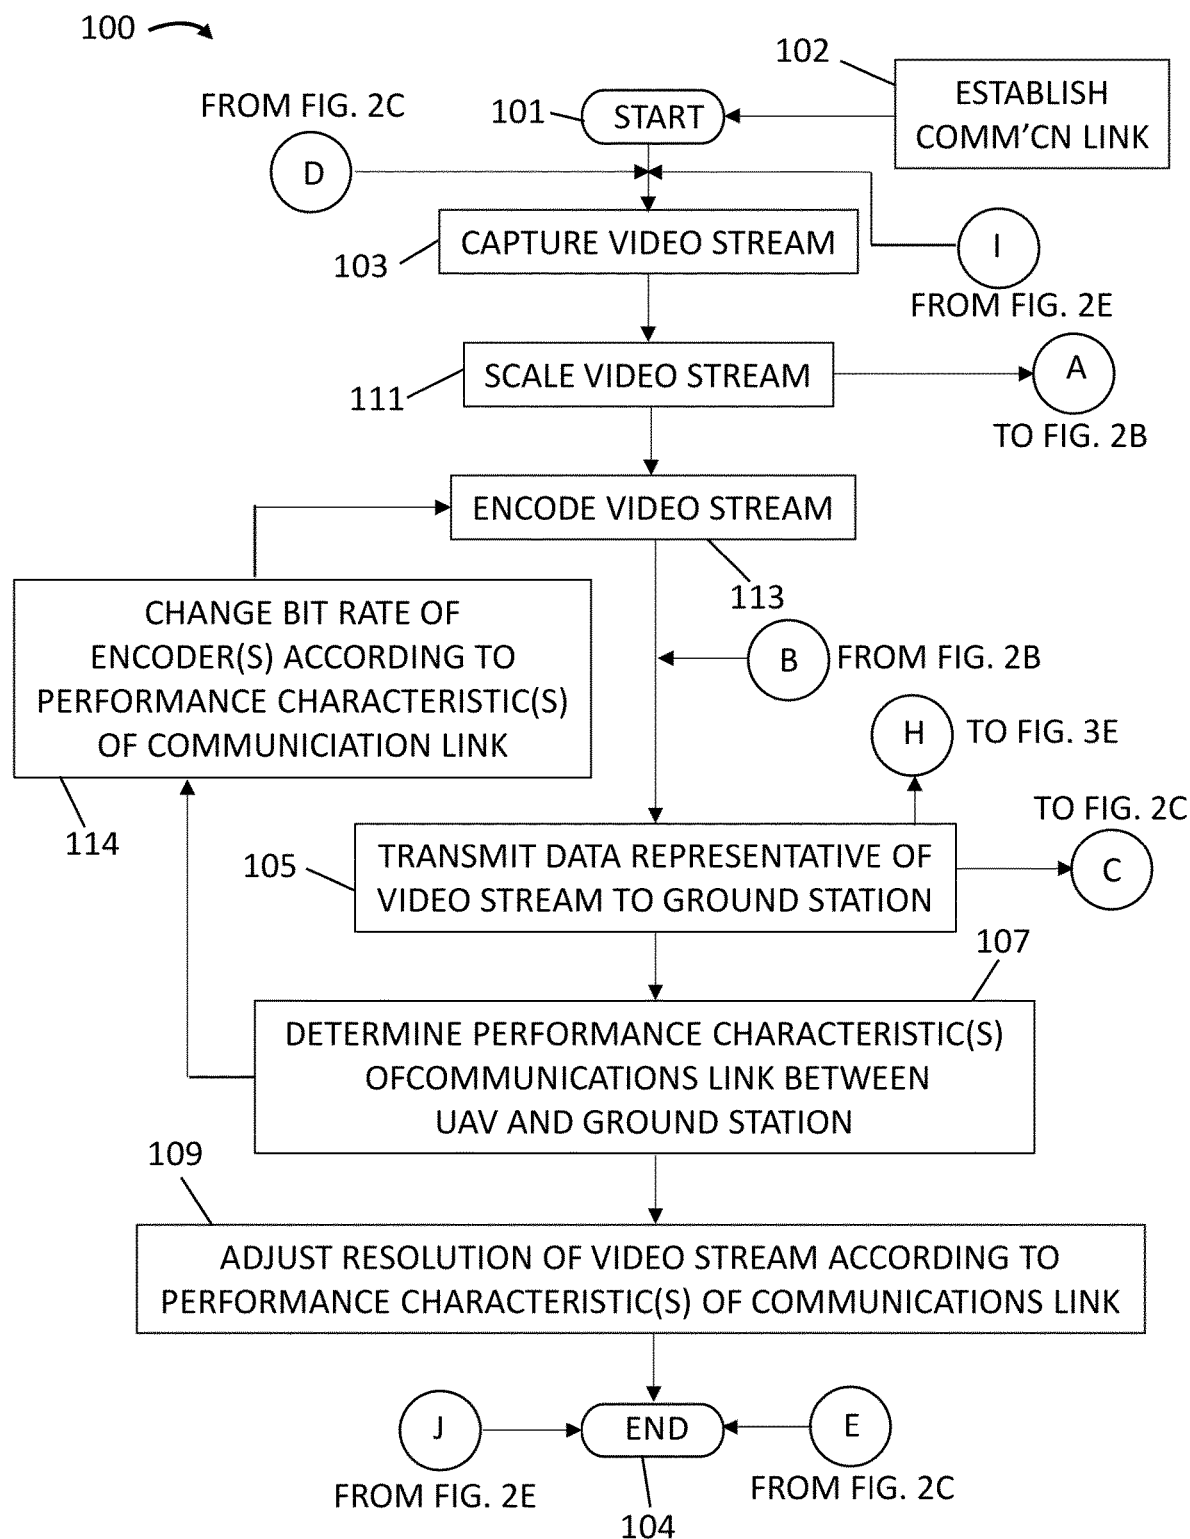 100
102
ESTABLISH
COMM'CN LINK
FROM FIG. 2C
101
START
D
CAPTURE VIDEO STREAM
103
I
FROM FIG. 2E
SCALE VIDEO STREAM
111
A
TO FIG. 2B
ENCODE VIDEO STREAM
113
CHANGE BIT RATE OF
ENCODER(S) ACCORDING TO
PERFORMANCE CHARACTERISTIC(S)
OF COMMUNICIATION LINK
114
B
FROM FIG. 2B
H
TO FIG. 3E
TO FIG. 2C
C
105
TRANSMIT DATA REPRESENTATIVE OF
VIDEO STREAM TO GROUND STATION
107
DETERMINE PERFORMANCE CHARACTERISTIC(S)
OFCOMMUNICATIONS LINK BETWEEN
UAV AND GROUND STATION
109
ADJUST RESOLUTION OF VIDEO STREAM ACCORDING TO
PERFORMANCE CHARACTERISTIC(S) OF COMMUNICATIONS LINK
J
FROM FIG. 2E
END
E
FROM FIG. 2C
104